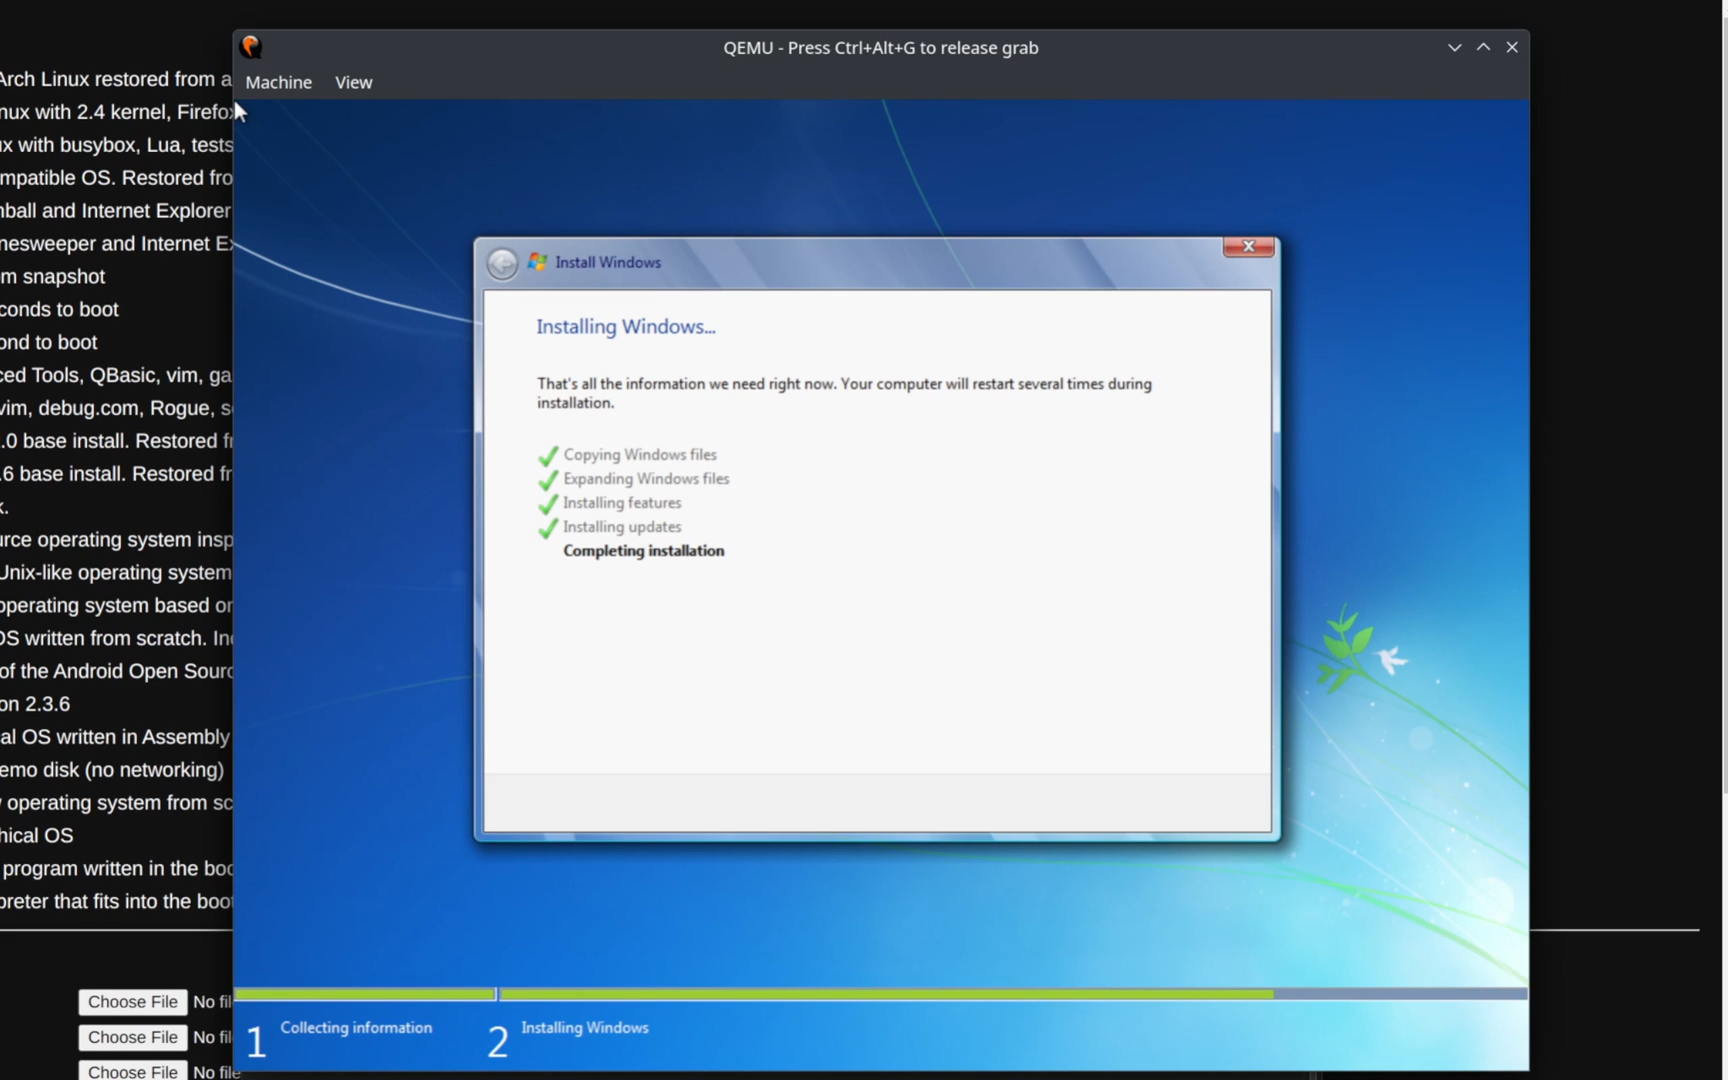 QEMU - Press Ctrl+Alt+G to release grab
Machine View
Arch Linux restored from a
nux with 2.4 kernel, Firefox
ux with busybox, Lua, tests
mpatible OS. Restored fro
nball and Internet Explorer
nesweeper and Internet Ex
m snapshot
conds to boot
ond to boot
ced Tools, QBasic, vim, ga
vim, debug.com, Rogue, s
.0 base install. Restored fr
.6 base install. Restored fr
k.
urce operating system insp
Unix-like operating system
operating system based on
OS written from scratch. In
of the Android Open Sourc
on 2.3.6
al OS written in Assembly
emo disk (no networking)
operating system from sc
hical OS
program written in the boo
preter that fits into the boot
Choose File No fil
Choose File No fil
Choose File No file
Install Windows
Installing Windows...
That's all the information we need right now. Your computer will restart several times during
installation.
Copying Windows files
Expanding Windows files
Installing features
Installing updates
Completing installation
1 Collecting information
2 Installing Windows